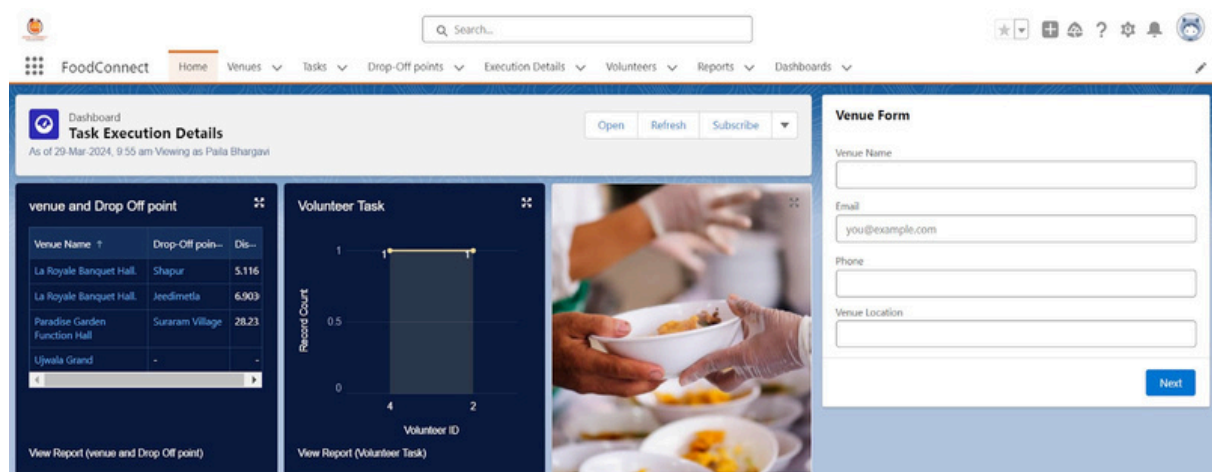 Search...
FoodConnect Home Venues Tasks Drop-Off points Execution Details Volunteers Reports Dashboards
Dashboard
Task Execution Details
As of 29-Mar-2024, 9:55 am Viewing as Paila Bhargavi
Open Refresh Subscribe
venue and Drop Off point
Venue Name ↑ Drop-Off poin... Dis...
La Royale Banquet Hall. Shapur 5.116
La Royale Banquet Hall. Jeedimetla 6.903
Paradise Garden
Function Hall Suraram Village 28.23
Ujwala Grand - -
View Report (venue and Drop Off point)
Volunteer Task
Record Count
1
0.5
0
1 1
4 2
Volunteer ID
View Report (Volunteer Task)
Venue Form
Venue Name
Email
you@example.com
Phone
Venue Location
Next